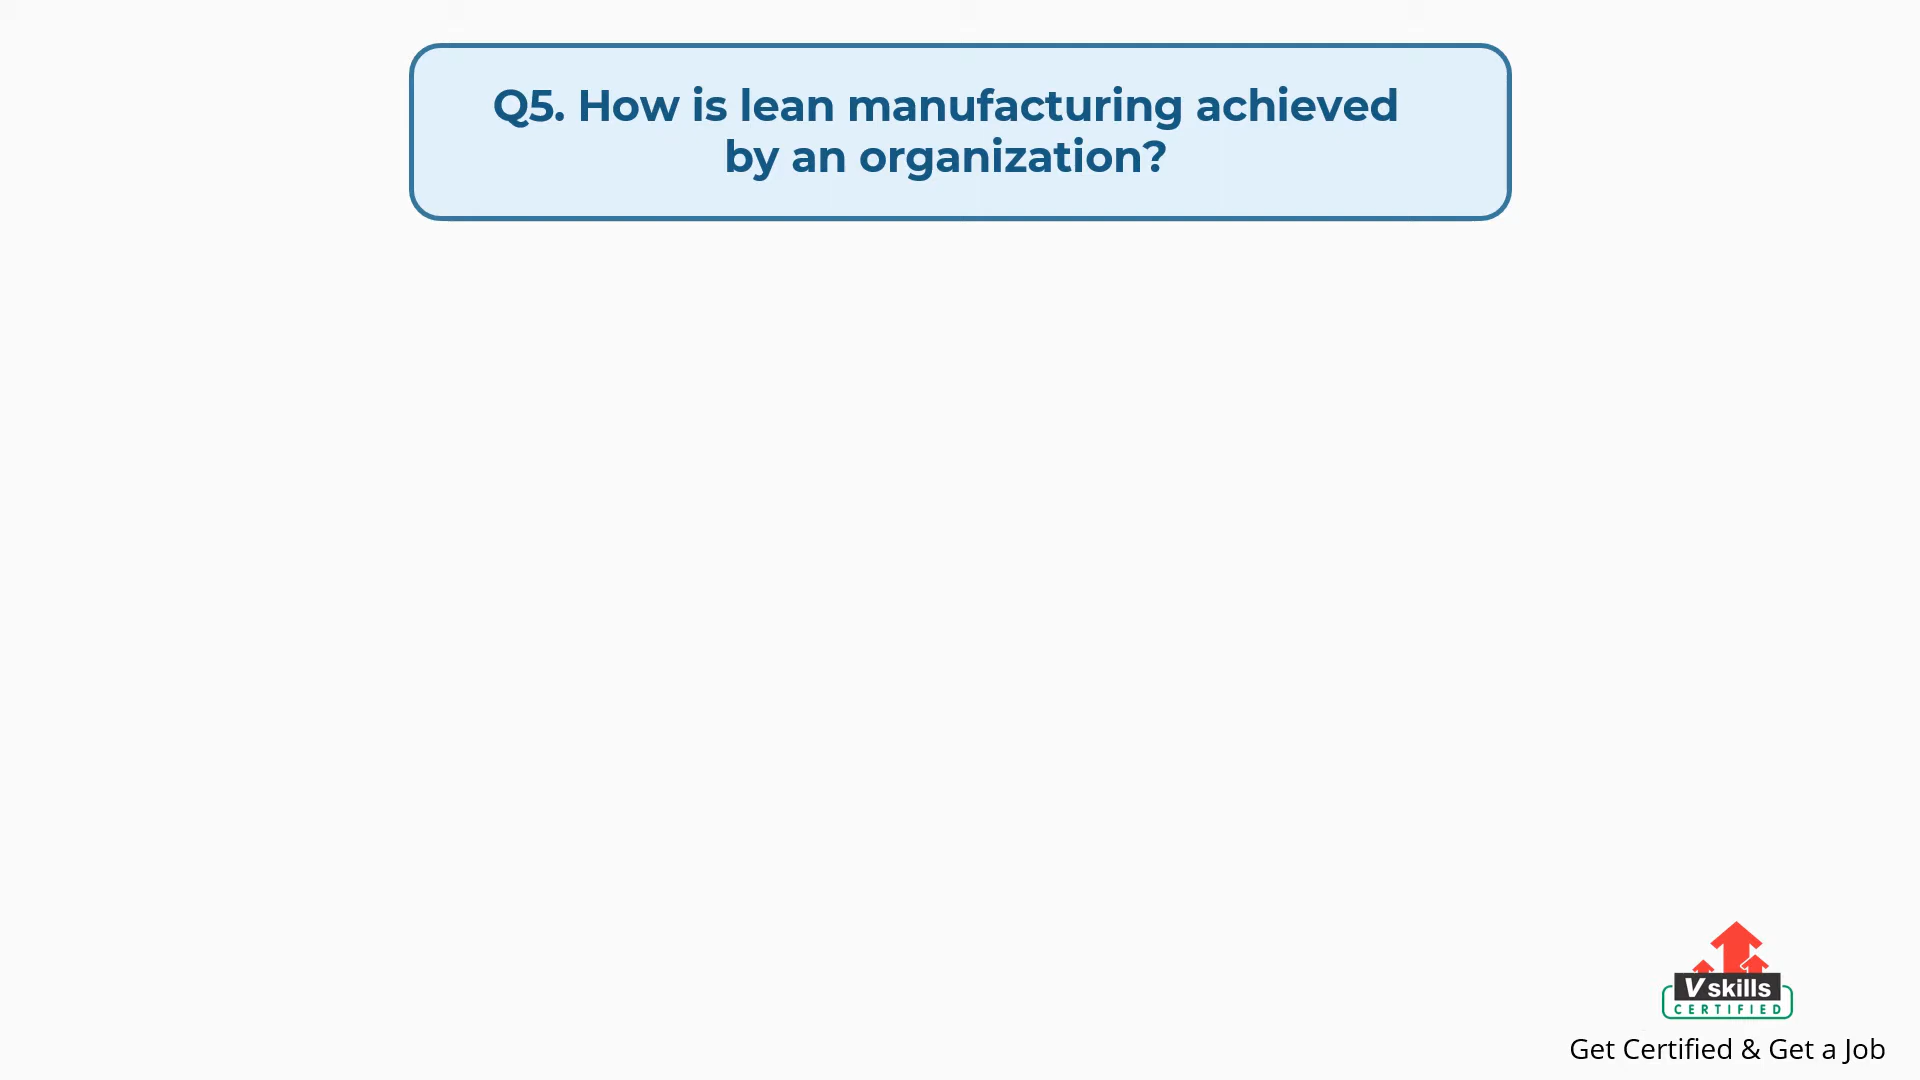 Q5. How is lean manufacturing achieved
by an organization?
Vskills
CERTIFIED
Get Certified & Get a Job